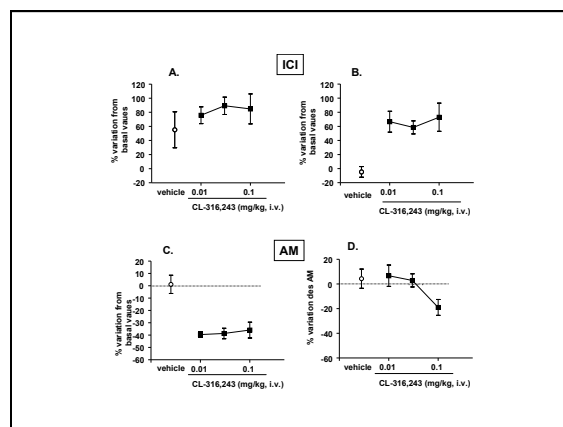 ICI
A.
B.
% variation from
basal vaues
120
100
80
60
40
20
0
-20
vehicle
0.01
0.1
CL-316,243 (mg/kg, i.v.)
% variation from
basal vaues
120
100
80
60
40
20
0
-20
vehicle
0.01
0.1
CL-316,243 (mg/kg, i.v.)
AM
C.
D.
% variation from
basal vaues
20
10
0
-10
-20
-30
-40
-50
-60
vehicle
0.01
0.1
CL-316,243 (mg/kg, i.v.)
% variation des AM
20
0
-20
-40
-60
vehicle
0.01
0.1
CL-316,243 (mg/kg, i.v.)